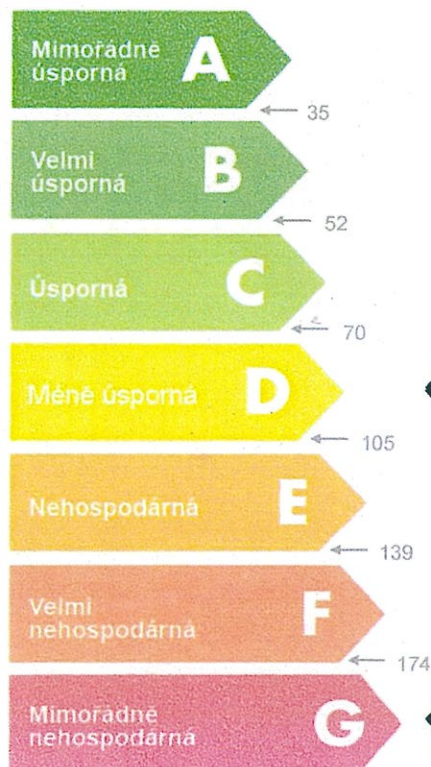 Mimořádně
úsporná
A
35
Velmi
úsporná
B
52
Úsporná
C
70
Méně úsporná
D
105
Nehospodárná
E
139
Velmi
nehospodárná
F
174
Mimořádně
nehospodárná
G